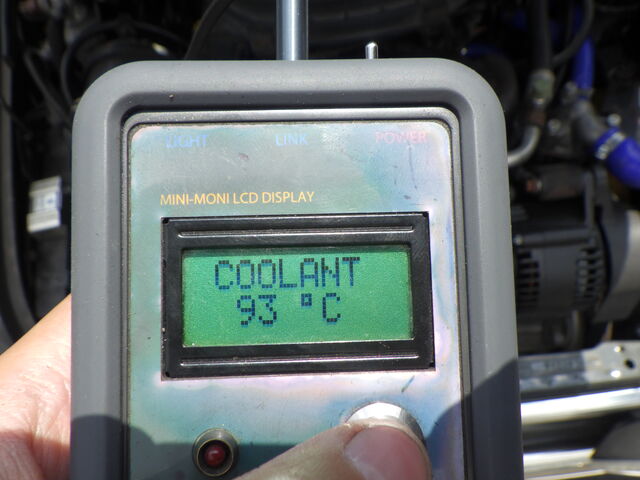 LIGHT LINK POWER
MINI-MONI LCD DISPLAY
COOLANT
93 °C